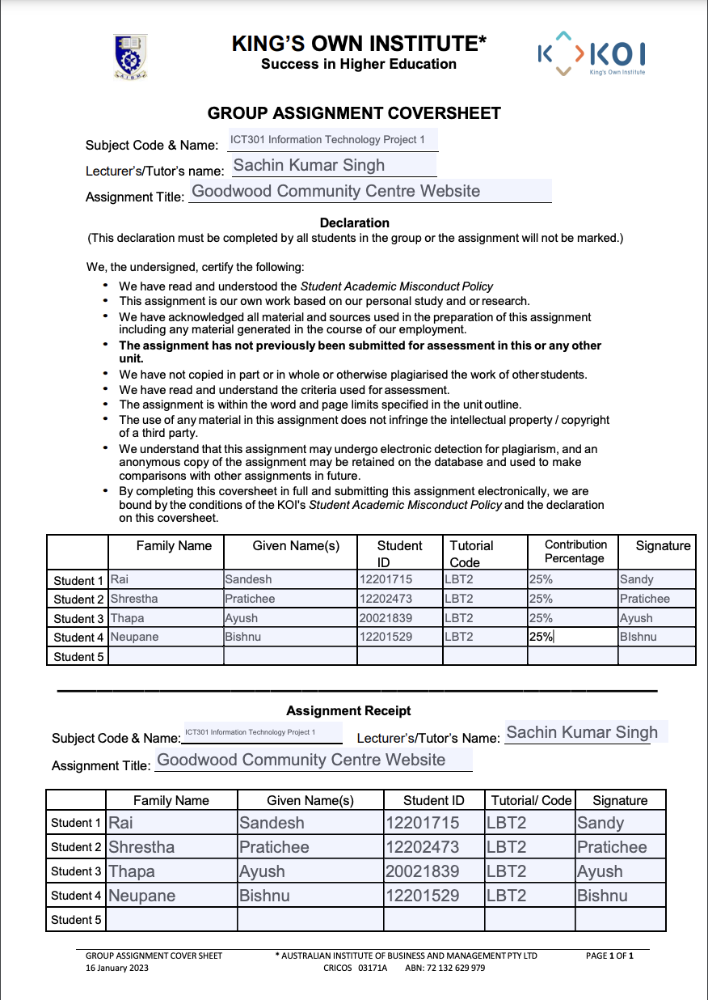 KING'S OWN INSTITUTE*
Success in Higher Education
AIBM
KOI
King's Own Institute
GROUP ASSIGNMENT COVERSHEET
Subject Code & Name: ICT301 Information Technology Project 1
Lecturer's/Tutor's name: Sachin Kumar Singh
Assignment Title: Goodwood Community Centre Website
Declaration
(This declaration must be completed by all students in the group or the assignment will not be marked.)
We, the undersigned, certify the following:
• We have read and understood the Student Academic Misconduct Policy
• This assignment is our own work based on our personal study and or research.
• We have acknowledged all material and sources used in the preparation of this assignment
including any material generated in the course of our employment.
• The assignment has not previously been submitted for assessment in this or any other
unit.
• We have not copied in part or in whole or otherwise plagiarised the work of other students.
• We have read and understand the criteria used for assessment.
• The assignment is within the word and page limits specified in the unit outline.
• The use of any material in this assignment does not infringe the intellectual property / copyright
of a third party.
• We understand that this assignment may undergo electronic detection for plagiarism, and an
anonymous copy of the assignment may be retained on the database and used to make
comparisons with other assignments in future.
• By completing this coversheet in full and submitting this assignment electronically, we are
bound by the conditions of the KOI's Student Academic Misconduct Policy and the declaration
on this coversheet.
Family Name Given Name(s) Student ID Tutorial Code Contribution Percentage Signature
Student 1 Rai Sandesh 12201715 LBT2 25% Sandy
Student 2 Shrestha Pratichee 12202473 LBT2 25% Pratichee
Student 3 Thapa Ayush 20021839 LBT2 25% Ayush
Student 4 Neupane Bishnu 12201529 LBT2 25% BIshnu
Student 5
Assignment Receipt
Subject Code & Name: ICT301 Information Technology Project 1 Lecturer's/Tutor's Name: Sachin Kumar Singh
Assignment Title: Goodwood Community Centre Website
Family Name Given Name(s) Student ID Tutorial/ Code Signature
Student 1 Rai Sandesh 12201715 LBT2 Sandy
Student 2 Shrestha Pratichee 12202473 LBT2 Pratichee
Student 3 Thapa Ayush 20021839 LBT2 Ayush
Student 4 Neupane Bishnu 12201529 LBT2 Bishnu
Student 5
GROUP ASSIGNMENT COVER SHEET * AUSTRALIAN INSTITUTE OF BUSINESS AND MANAGEMENT PTY LTD PAGE 1 OF 1
16 January 2023 CRICOS 03171A ABN: 72 132 629 979